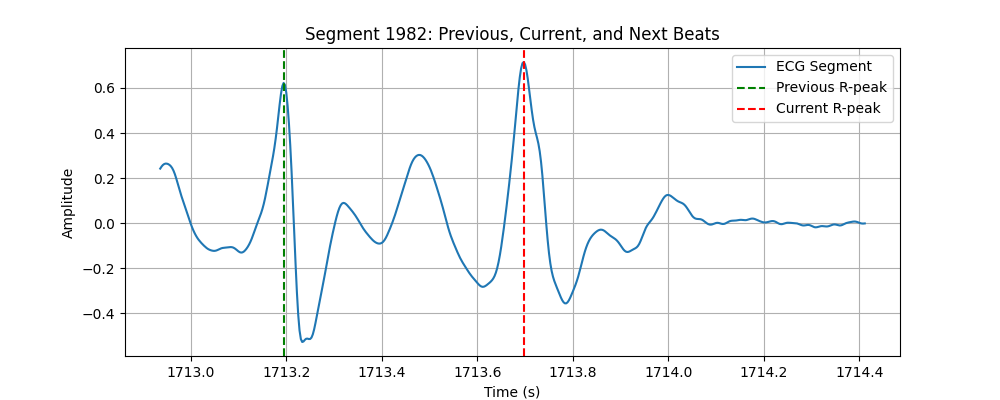 Segment 1982: Previous, Current, and Next Beats
ECG Segment
Previous R-peak
Current R-peak
Amplitude
0.6
0.4
0.2
0.0
−0.2
−0.4
1713.0 1713.2 1713.4 1713.6 1713.8 1714.0 1714.2 1714.4
Time (s)